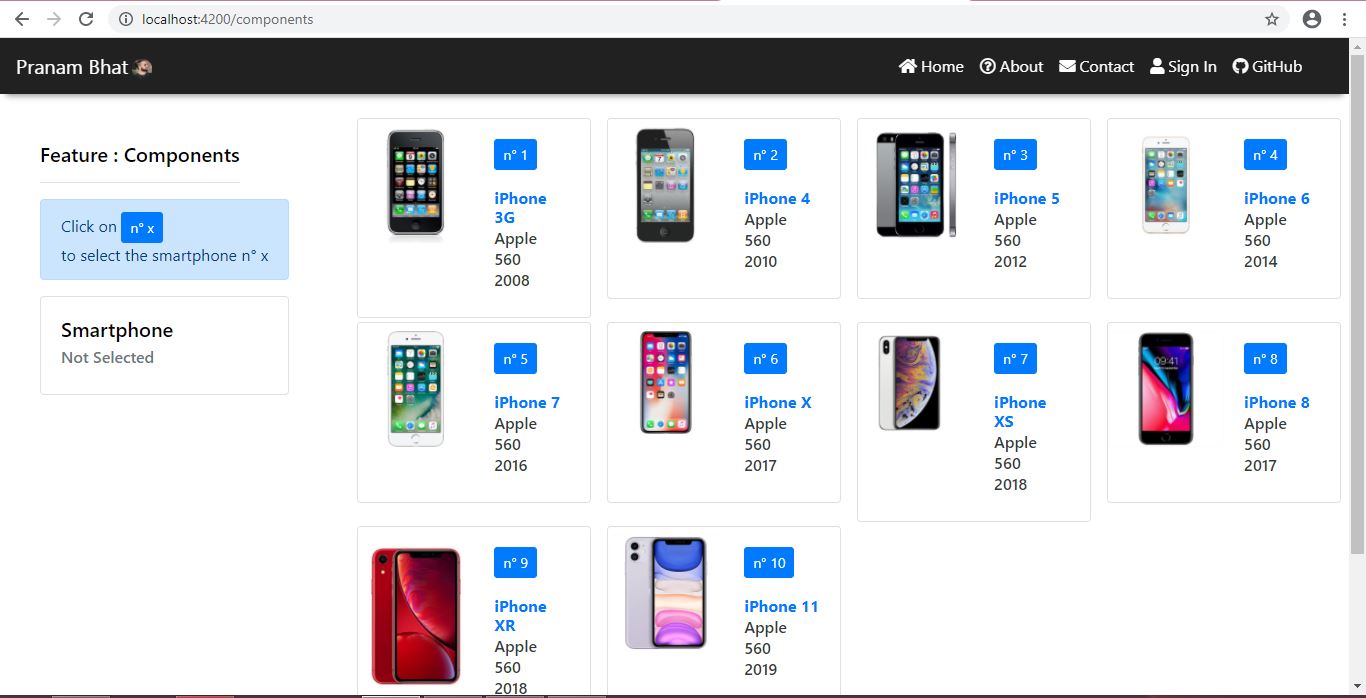 localhost:4200/components
Pranam Bhat
Home About Contact Sign In GitHub
Feature : Components
Click on n° x
to select the smartphone n° x
Smartphone
Not Selected
n° 1
iPhone
3G
Apple
560
2008
n° 2
iPhone 4
Apple
560
2010
n° 3
iPhone 5
Apple
560
2012
n° 4
iPhone 6
Apple
560
2014
n° 5
iPhone 7
Apple
560
2016
n° 6
iPhone X
Apple
560
2017
n° 7
iPhone
XS
Apple
560
2018
n° 8
09:41
iPhone 8
Apple
560
2017
n° 9
iPhone
XR
Apple
560
2018
n° 10
iPhone 11
Apple
560
2019